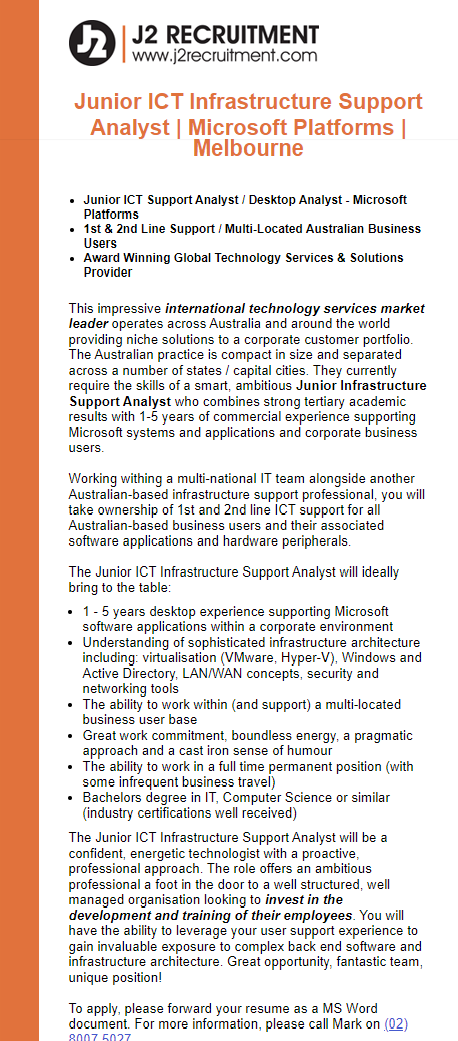 J2 J2 RECRUITMENT
www.j2recruitment.com
Junior ICT Infrastructure Support
Analyst | Microsoft Platforms |
Melbourne
• Junior ICT Support Analyst / Desktop Analyst - Microsoft
Platforms
• 1st & 2nd Line Support / Multi-Located Australian Business
Users
• Award Winning Global Technology Services & Solutions
Provider
This impressive international technology services market
leader operates across Australia and around the world
providing niche solutions to a corporate customer portfolio.
The Australian practice is compact in size and separated
across a number of states / capital cities. They currently
require the skills of a smart, ambitious Junior Infrastructure
Support Analyst who combines strong tertiary academic
results with 1-5 years of commercial experience supporting
Microsoft systems and applications and corporate business
users.
Working withing a multi-national IT team alongside another
Australian-based infrastructure support professional, you will
take ownership of 1st and 2nd line ICT support for all
Australian-based business users and their associated
software applications and hardware peripherals.
The Junior ICT Infrastructure Support Analyst will ideally
bring to the table:
• 1 - 5 years desktop experience supporting Microsoft
software applications within a corporate environment
• Understanding of sophisticated infrastructure architecture
including: virtualisation (VMware, Hyper-V), Windows and
Active Directory, LAN/WAN concepts, security and
networking tools
• The ability to work within (and support) a multi-located
business user base
• Great work commitment, boundless energy, a pragmatic
approach and a cast iron sense of humour
• The ability to work in a full time permanent position (with
some infrequent business travel)
• Bachelors degree in IT, Computer Science or similar
(industry certifications well received)
The Junior ICT Infrastructure Support Analyst will be a
confident, energetic technologist with a proactive,
professional approach. The role offers an ambitious
professional a foot in the door to a well structured, well
managed organisation looking to invest in the
development and training of their employees. You will
have the ability to leverage your user support experience to
gain invaluable exposure to complex back end software and
infrastructure architecture. Great opportunity, fantastic team,
unique position!
To apply, please forward your resume as a MS Word
document. For more information, please call Mark on (02)
8007 5027